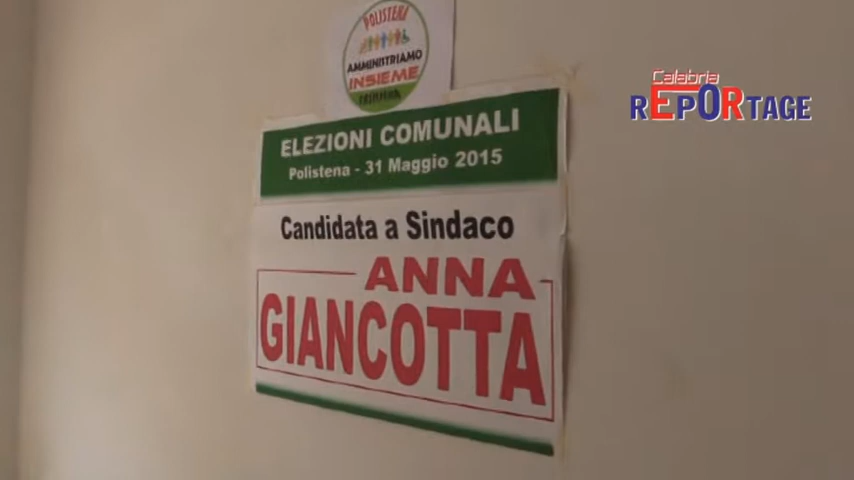 POLISTENA
AMMINISTRIAMO
INSIEME
ELEZIONI COMUNALI
Polistena - 31 Maggio 2015
Candidata a Sindaco
ANNA
GIANCOTTA
Calabria
REPORTAGE